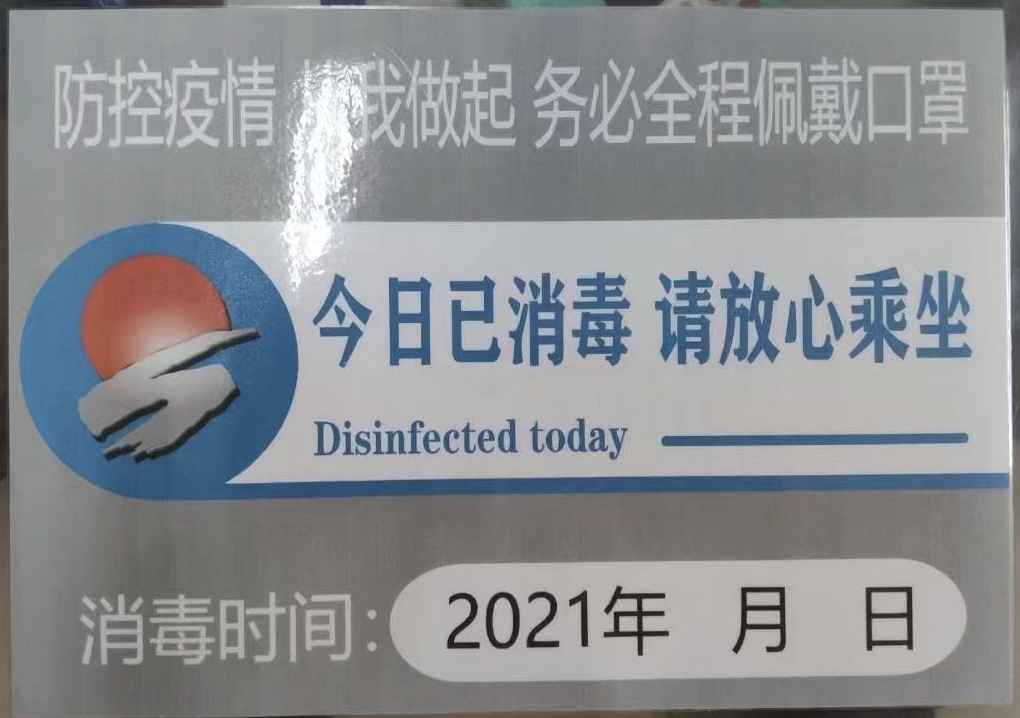 防控疫情 从我做起 务必全程佩戴口罩
今日已消毒 请放心乘坐
Disinfected today
消毒时间：2021年 月 日